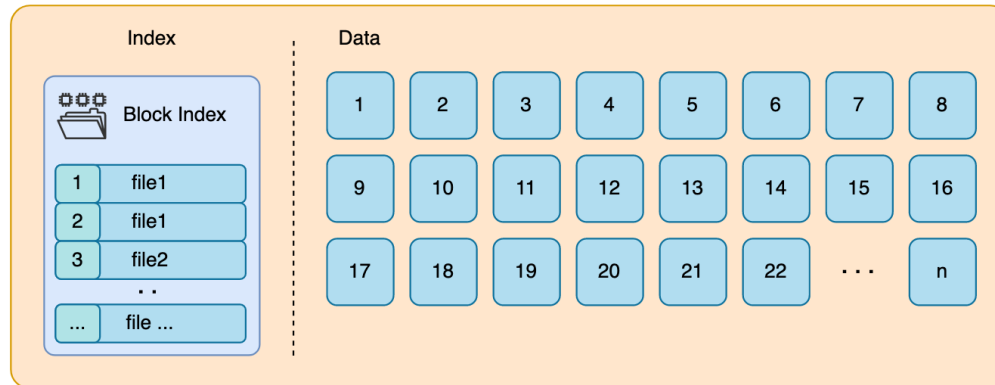 Index
Data
Block Index
1 file1
2 file1
3 file2
. .
... file ...
1 2 3 4 5 6 7 8
9 10 11 12 13 14 15 16
17 18 19 20 21 22 . . . n